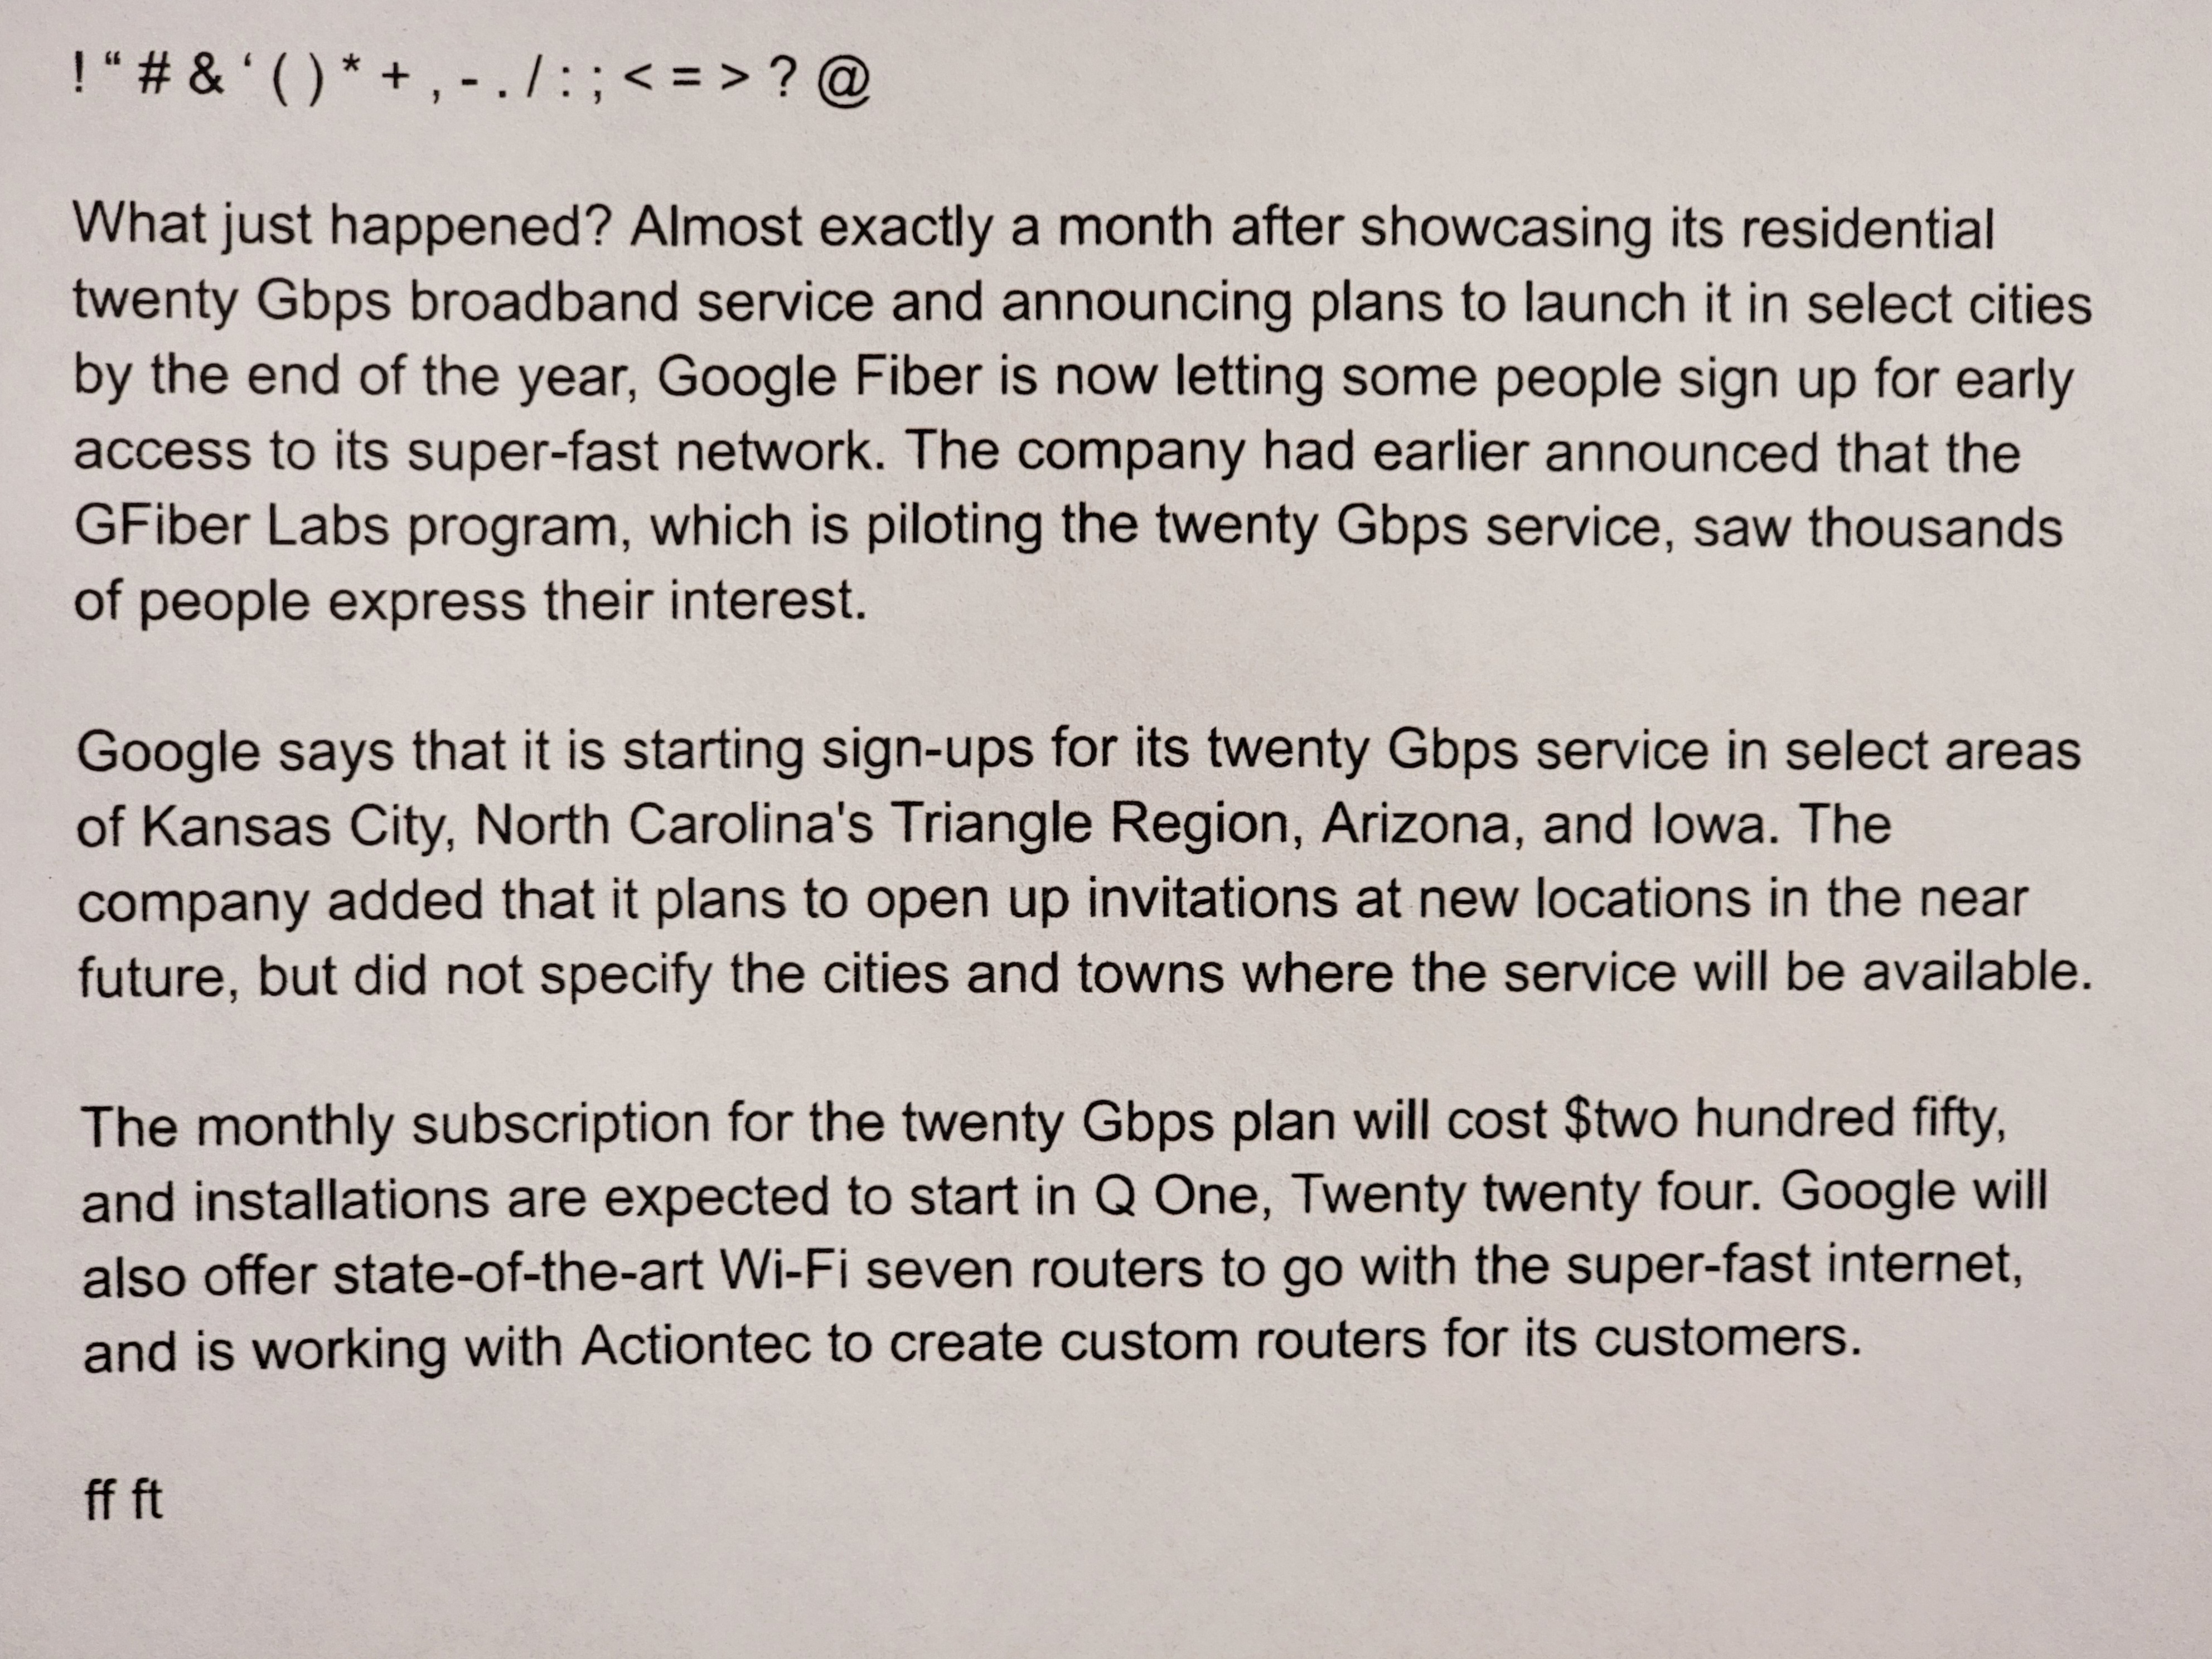 ! “ # & ‘ ( ) * + , - . / : ; < = > ? @
What just happened? Almost exactly a month after showcasing its residential
twenty Gbps broadband service and announcing plans to launch it in select cities
by the end of the year, Google Fiber is now letting some people sign up for early
access to its super-fast network. The company had earlier announced that the
GFiber Labs program, which is piloting the twenty Gbps service, saw thousands
of people express their interest.
Google says that it is starting sign-ups for its twenty Gbps service in select areas
of Kansas City, North Carolina's Triangle Region, Arizona, and Iowa. The
company added that it plans to open up invitations at new locations in the near
future, but did not specify the cities and towns where the service will be available.
The monthly subscription for the twenty Gbps plan will cost $two hundred fifty,
and installations are expected to start in Q One, Twenty twenty four. Google will
also offer state-of-the-art Wi-Fi seven routers to go with the super-fast internet,
and is working with Actiontec to create custom routers for its customers.
ff ft